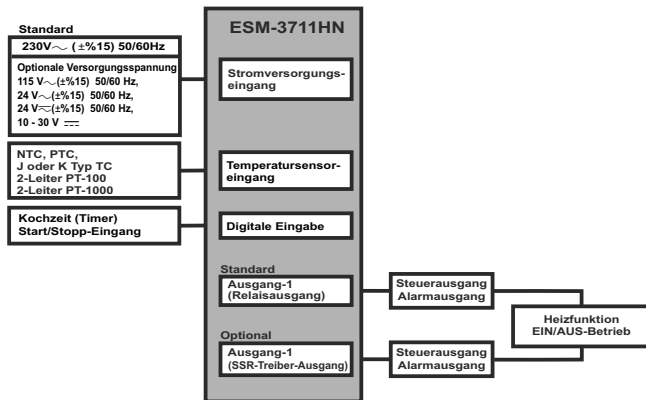 Standard
230V～ (±%15) 50/60Hz
Optionale Versorgungsspannung
115 V～(±%15) 50/60 Hz,
24 V～(±%15) 50/60 Hz,
24 V⏦(±%15) 50/60 Hz,
10 - 30 V ⎓
NTC, PTC,
J oder K Typ TC
2-Leiter PT-100
2-Leiter PT-1000
Kochzeit (Timer)
Start/Stopp-Eingang
ESM-3711HN
Stromversorgungs-
eingang
Temperatursensor-
eingang
Digitale Eingabe
Standard
Ausgang-1
(Relaisausgang)
Optional
Ausgang-1
(SSR-Treiber-Ausgang)
Steuerausgang
Alarmausgang
Steuerausgang
Alarmausgang
Heizfunktion
EIN/AUS-Betrieb